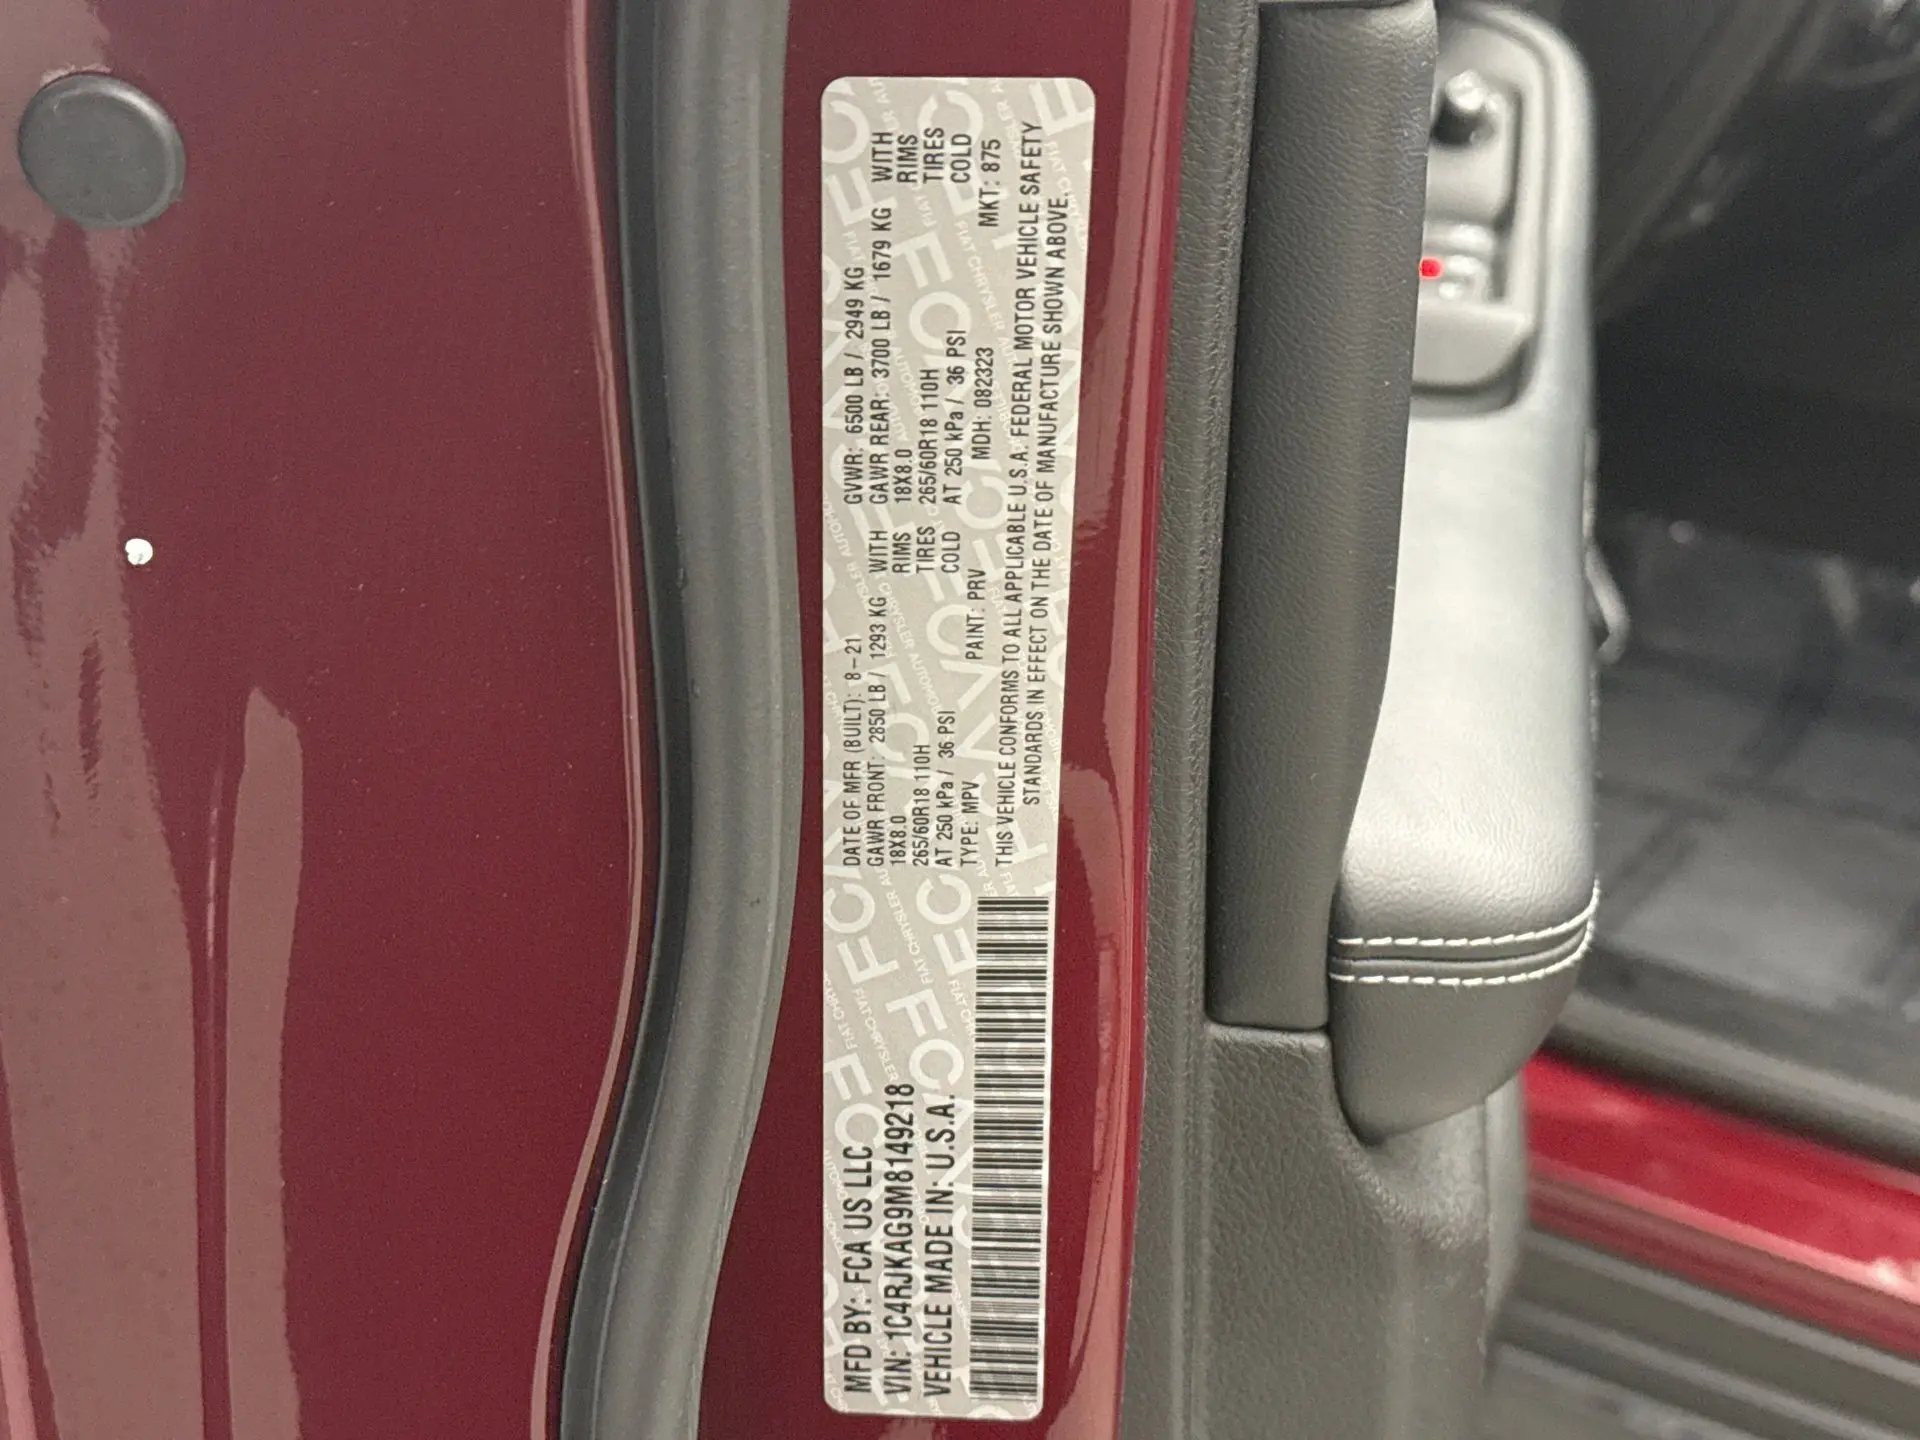 MFD BY: FCA US LLC
VIN: 1C4RJKAG9M8149218
VEHICLE MADE IN: U.S.A.
DATE OF MFR (BUILT): 8-21 GVWR: 6500 LB / 2949 KG
GAWR FRONT: 2850 LB / 1293 KG WITH GAWR REAR: 3700 LB / 1679 KG WITH
18X8.0 RIMS 18X8.0 RIMS
265/60R18 110H TIRES 265/60R18 110H TIRES
AT 250 kPa / 36 PSI COLD AT 250 kPa / 36 PSI COLD
TYPE: MPV PAINT: PRV MDH: 082323 MKT: 875
THIS VEHICLE CONFORMS TO ALL APPLICABLE U.S.A. FEDERAL MOTOR VEHICLE SAFETY
STANDARDS IN EFFECT ON THE DATE OF MANUFACTURE SHOWN ABOVE.